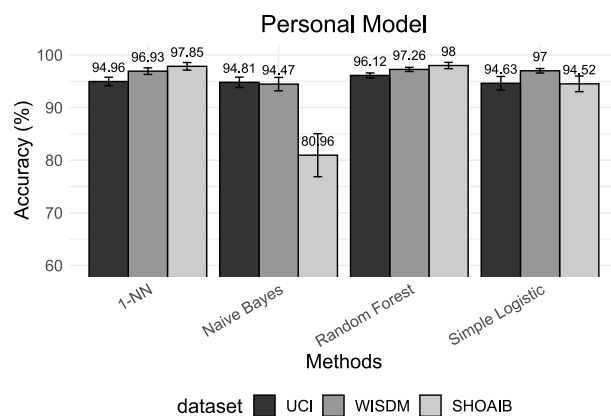 Personal Model
Accuracy (%)
100
90
80
70
60
94.96 96.93 97.85
94.81 94.47 80.96
96.12 97.26 98
94.63 97 94.52
1-NN
Naive Bayes
Random Forest
Simple Logistic
Methods
dataset UCI WISDM SHOAIB